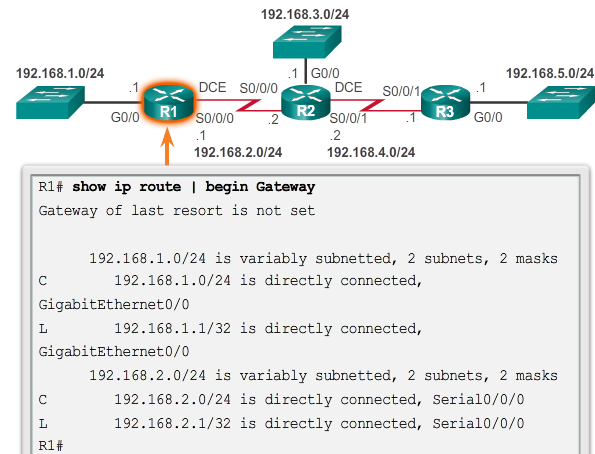 192.168.3.0/24
192.168.1.0/24
192.168.5.0/24
.1 G0/0
.1 DCE S0/0/0 DCE S0/0/1 .1
R1 R2 R3
G0/0 S0/0/0 .2 S0/0/1 .1 G0/0
.1 .2
192.168.2.0/24 192.168.4.0/24
R1# show ip route | begin Gateway
Gateway of last resort is not set
192.168.1.0/24 is variably subnetted, 2 subnets, 2 masks
C 192.168.1.0/24 is directly connected,
GigabitEthernet0/0
L 192.168.1.1/32 is directly connected,
GigabitEthernet0/0
192.168.2.0/24 is variably subnetted, 2 subnets, 2 masks
C 192.168.2.0/24 is directly connected, Serial0/0/0
L 192.168.2.1/32 is directly connected, Serial0/0/0
R1#